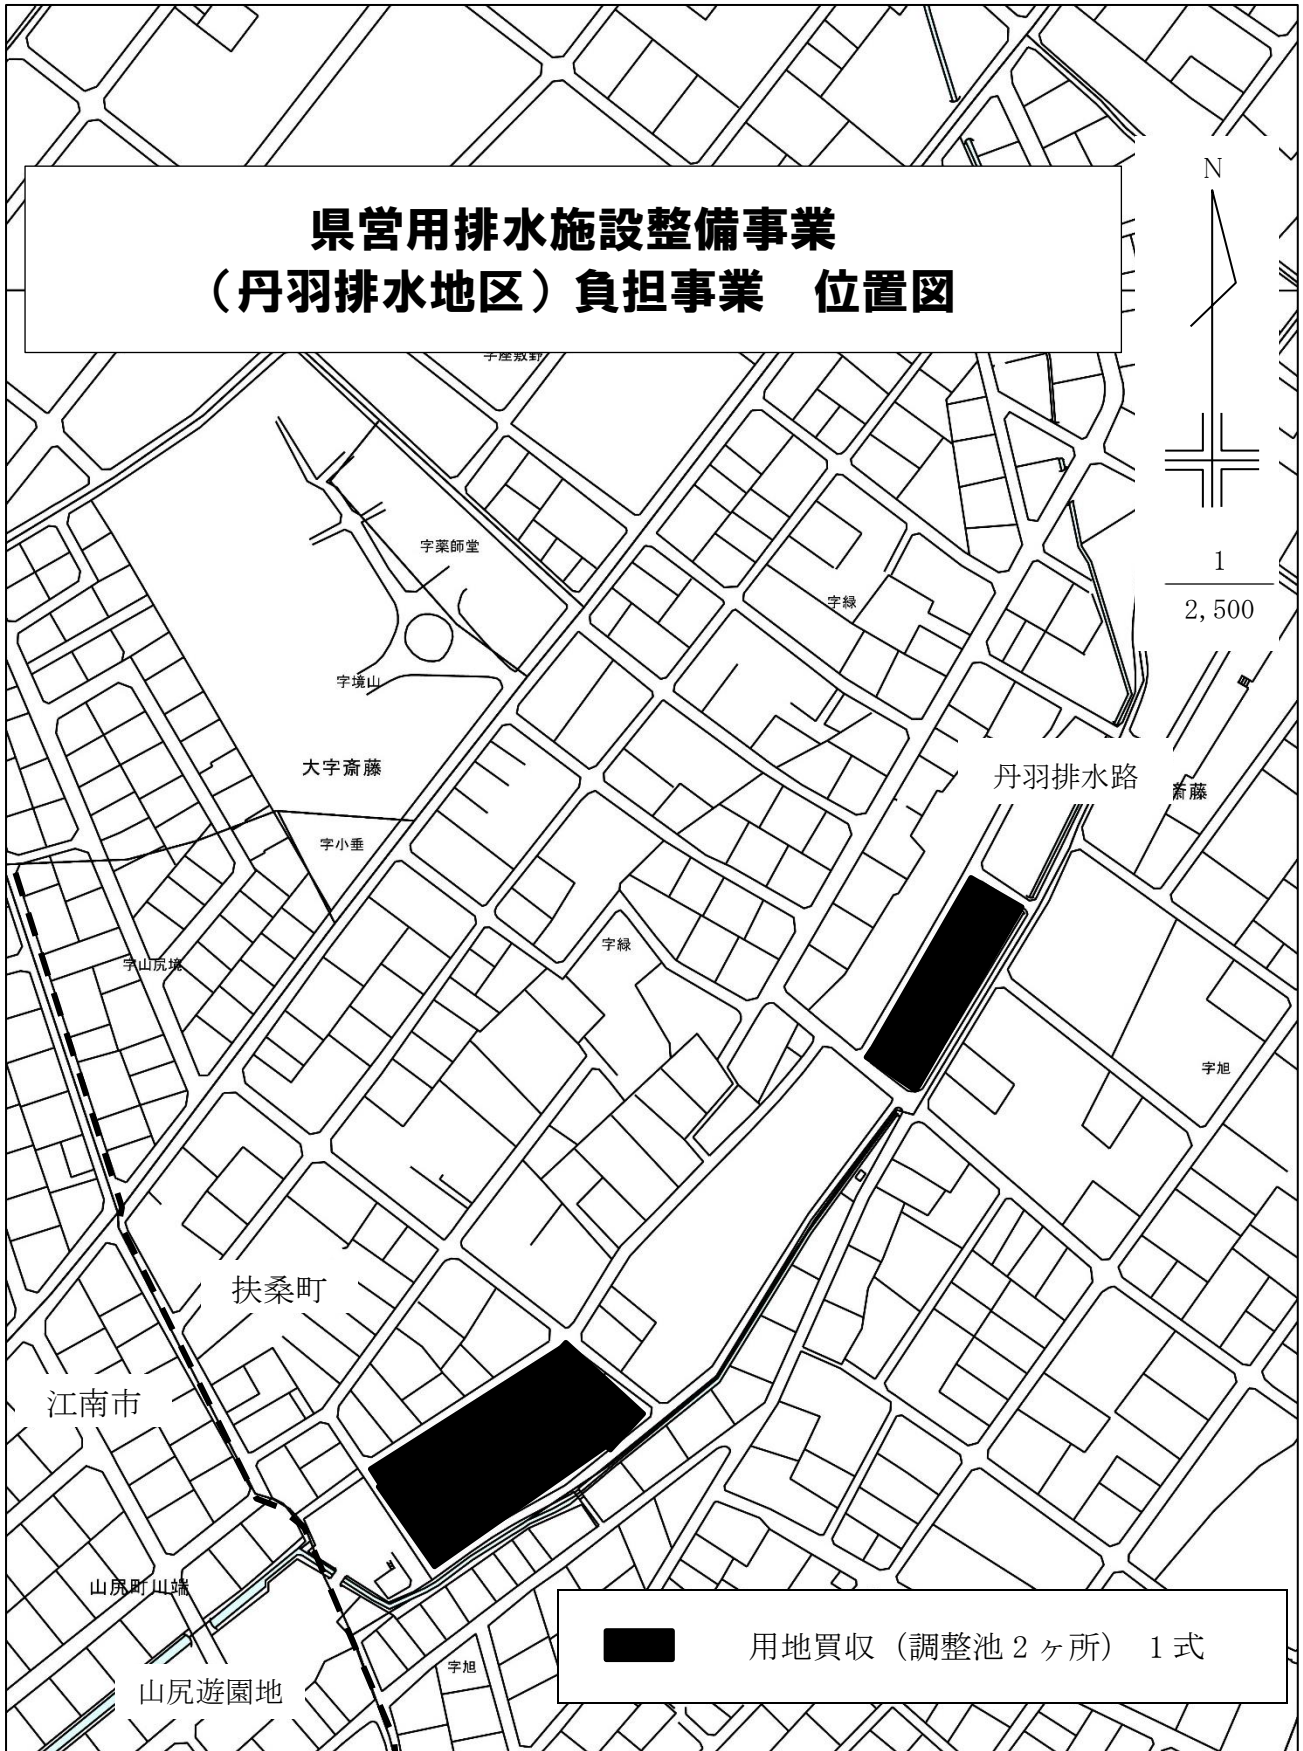 県営用排水施設整備事業
（丹羽排水地区）負担事業　位置図
N
1
2,500
字座敷野
字薬師堂
字緑
字境山
大字斎藤
丹羽排水路
斎藤
字小垂
字緑
字山尻境
字旭
扶桑町
江南市
山尻町川端
用地買収（調整池２ヶ所）　１式
字旭
山尻遊園地